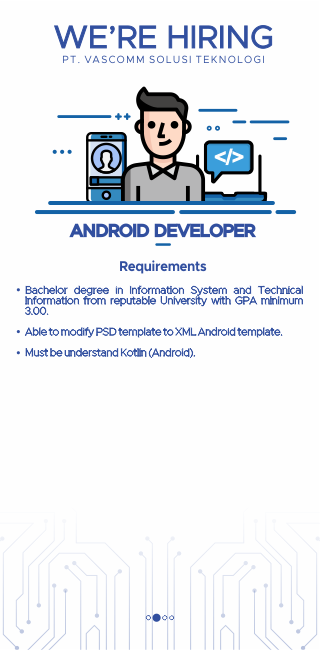 WE'RE HIRING
PT. VASCOMM SOLUSI TEKNOLOGI
</>
ANDROID DEVELOPER
Requirements
• Bachelor degree in Information System and Technical
Information from reputable University with GPA minimum
3.00.
• Able to modify PSD template to XML Android template.
• Must be understand Kotlin (Android).